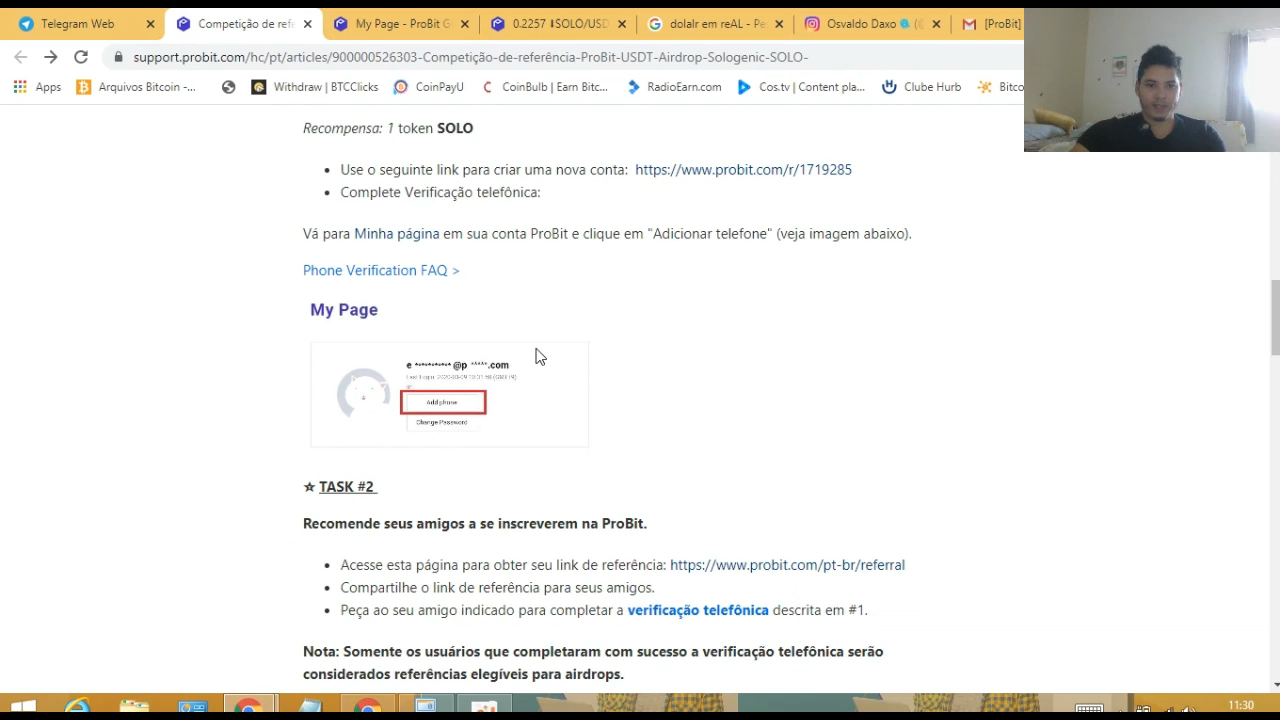 Telegram Web
Competição de refe
My Page - ProBit G
0.2257 ⬇SOLO/USD
dolalr em reAL - Pe
Osvaldo Daxo
[ProBit]
support.probit.com/hc/pt/articles/900000526303-Competição-de-referência-ProBit-USDT-Airdrop-Sologenic-SOLO-
Apps
Arquivos Bitcoin -...
Withdraw | BTCClicks
CoinPayU
CoinBulb | Earn Bitc...
RadioEarn.com
Cos.tv | Content pla...
Clube Hurb
Bitco
Recompensa: 1 token SOLO
• Use o seguinte link para criar uma nova conta: https://www.probit.com/r/1719285
• Complete Verificação telefônica:
Vá para Minha página em sua conta ProBit e clique em "Adicionar telefone" (veja imagem abaixo).
Phone Verification FAQ >
My Page
e ********** @p *****.com
Add phone
Change Password
☆ TASK #2
Recomende seus amigos a se inscreverem na ProBit.
• Acesse esta página para obter seu link de referência: https://www.probit.com/pt-br/referral
• Compartilhe o link de referência para seus amigos.
• Peça ao seu amigo indicado para completar a verificação telefônica descrita em #1.
Nota: Somente os usuários que completaram com sucesso a verificação telefônica serão
considerados referências elegíveis para airdrops.
11:30